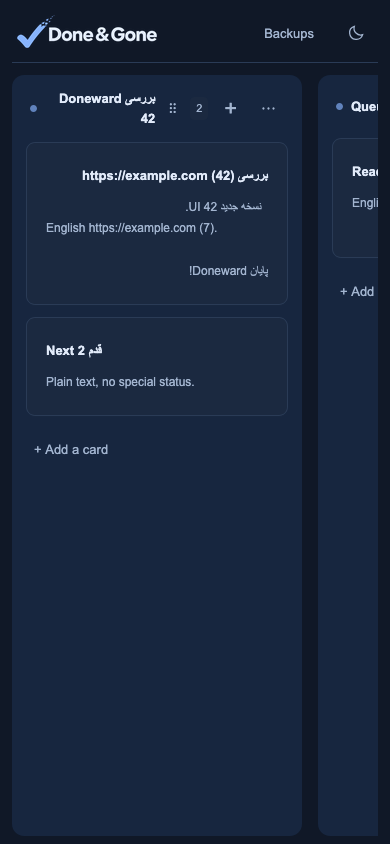 Done & Gone
Backups
بررسی Doneward
42
2
بررسی https://example.com (42)
نسخه جدید UI 42.
English https://example.com (7).
پایان Doneward!
Next قدم 2
Plain text, no special status.
+ Add a card
+ Add